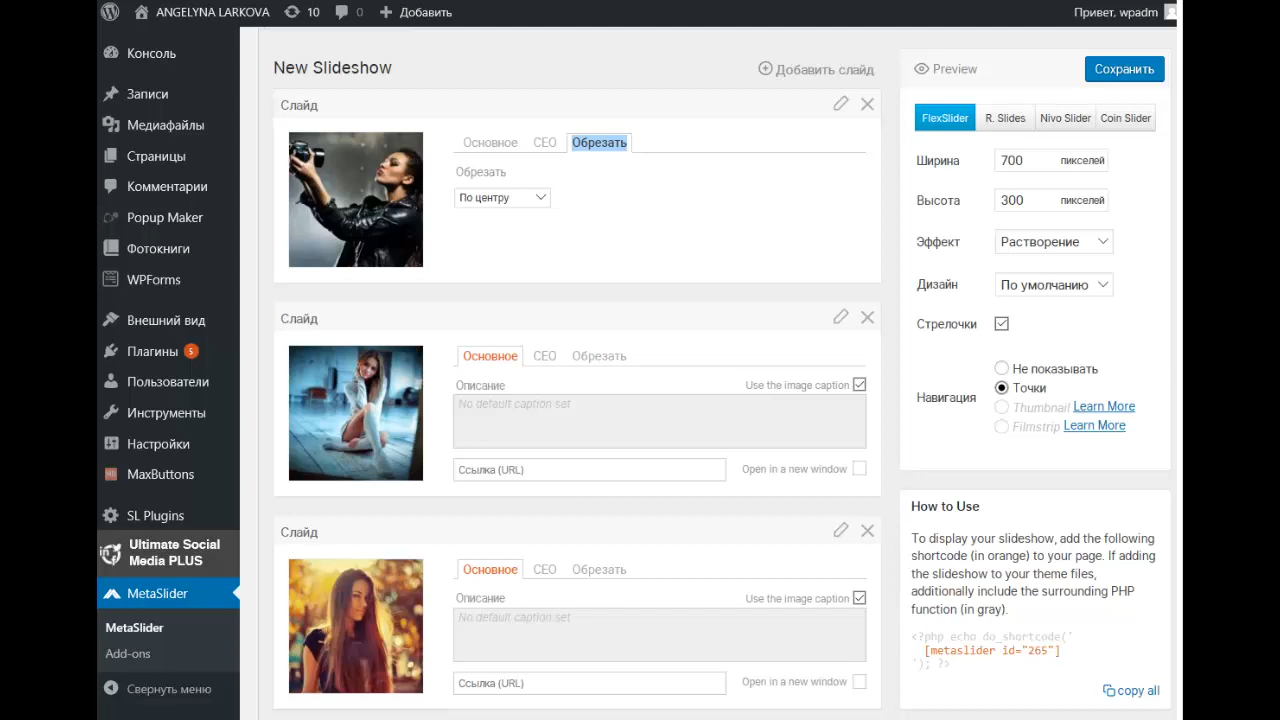 ANGELYNA LARKOVA
10
0
Добавить
Привет, wpadm
Консоль
Записи
Медиафайлы
Страницы
Комментарии
Popup Maker
Фотокниги
WPForms
Внешний вид
Плагины 5
Пользователи
Инструменты
Настройки
MaxButtons
SL Plugins
Ultimate Social
Media PLUS
MetaSlider
MetaSlider
Add-ons
Свернуть меню
New Slideshow
Добавить слайд
Слайд
Основное
СЕО
Обрезать
Обрезать
По центру
Слайд
Основное
СЕО
Обрезать
Описание
Use the image caption
No default caption set
Ссылка (URL)
Open in a new window
Слайд
Основное
СЕО
Обрезать
Описание
Use the image caption
No default caption set
Ссылка (URL)
Open in a new window
Preview
Сохранить
FlexSlider
R. Slides
Nivo Slider
Coin Slider
Ширина
700
пикселей
Высота
300
пикселей
Эффект
Растворение
Дизайн
По умолчанию
Стрелочки
Навигация
Не показывать
Точки
Thumbnail Learn More
Filmstrip Learn More
How to Use
To display your slideshow, add the following
shortcode (in orange) to your page. If adding
the slideshow to your theme files,
additionally include the surrounding PHP
function (in gray).
<?php echo do_shortcode('
[metaslider id="265"]
'); ?>
copy all